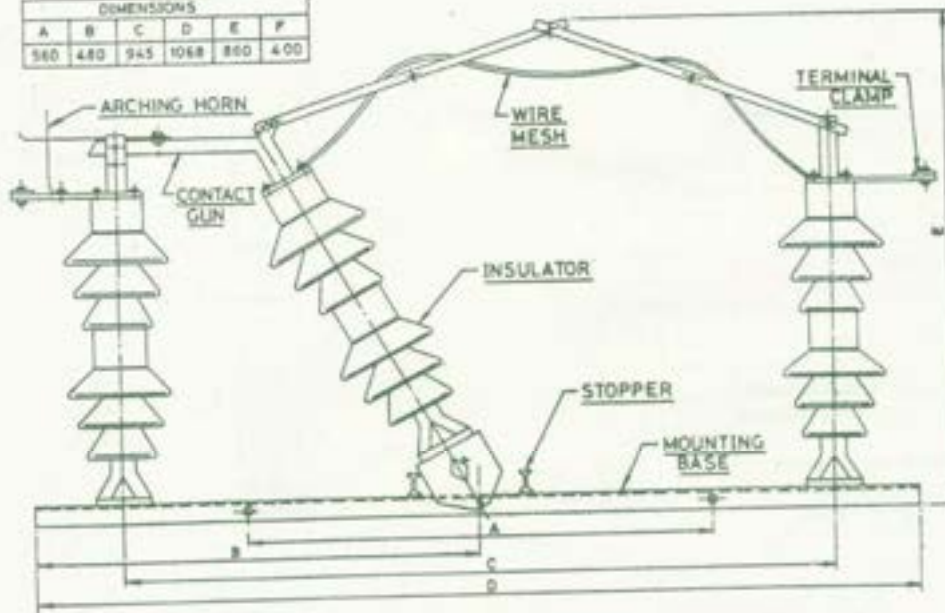 DIMENSIONS
A B C D E F
560 480 945 1068 860 400
ARCHING HORN
CONTACT
GUN
WIRE
MESH
TERMINAL
CLAMP
INSULATOR
STOPPER
MOUNTING
BASE
A
B
C
D
E